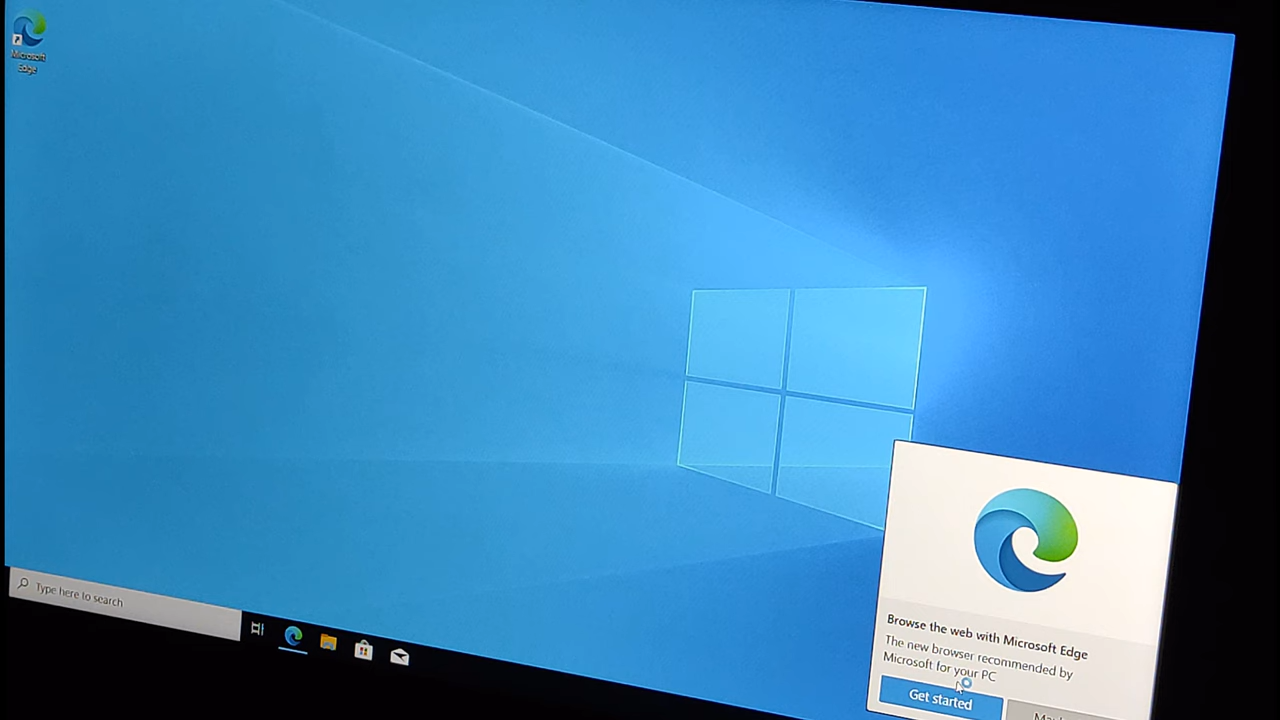 Microsoft
Edge
Type here to search
Browse the web with Microsoft Edge
The new browser recommended by
Microsoft for your PC
Get started